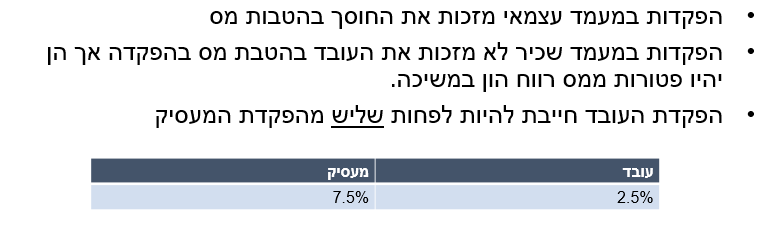 • הפקדות במעמד עצמאי מזכות את החוסך בהטבות מס
• הפקדות במעמד שכיר לא מזכות את העובד בהטבת מס בהפקדה אך הן
יהיו פטורות ממס רווח הון במשיכה.
• הפקדת העובד חייבת להיות לפחות שליש מהפקדת המעסיק
עובד מעסיק
2.5% 7.5%